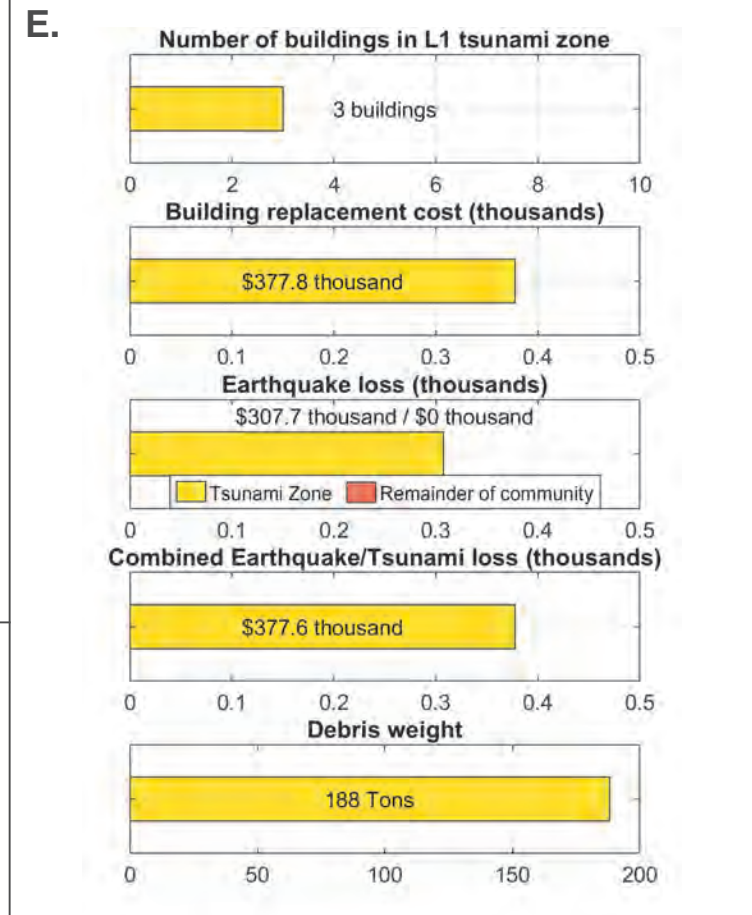 E.
Number of buildings in L1 tsunami zone
3 buildings
0 2 4 6 8 10
Building replacement cost (thousands)
$377.8 thousand
0 0.1 0.2 0.3 0.4 0.5
Earthquake loss (thousands)
$307.7 thousand / $0 thousand
Tsunami Zone Remainder of community
0 0.1 0.2 0.3 0.4 0.5
Combined Earthquake/Tsunami loss (thousands)
$377.6 thousand
0 0.1 0.2 0.3 0.4 0.5
Debris weight
188 Tons
0 50 100 150 200